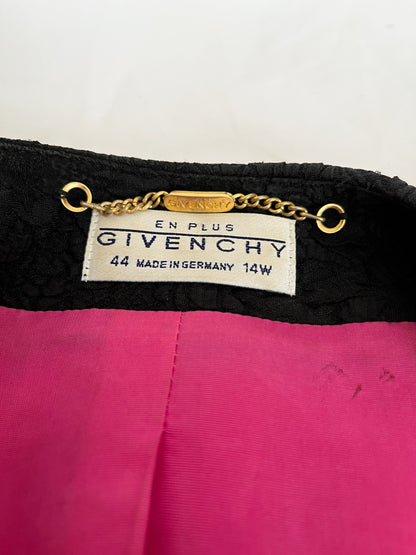 GIVENCHY
EN PLUS
GIVENCHY
44 MADE IN GERMANY 14W